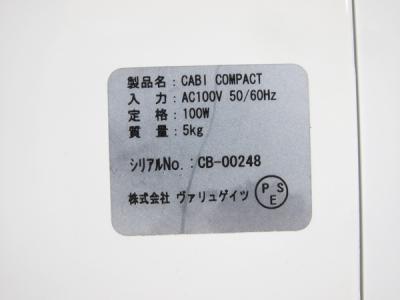 製品名：CABI COMPACT
入　力：AC100V 50/60Hz
定　格：100W
質　量：5kg
シリアルNo.：CB-00248
株式会社 ヴァリュゲイツ
PSE